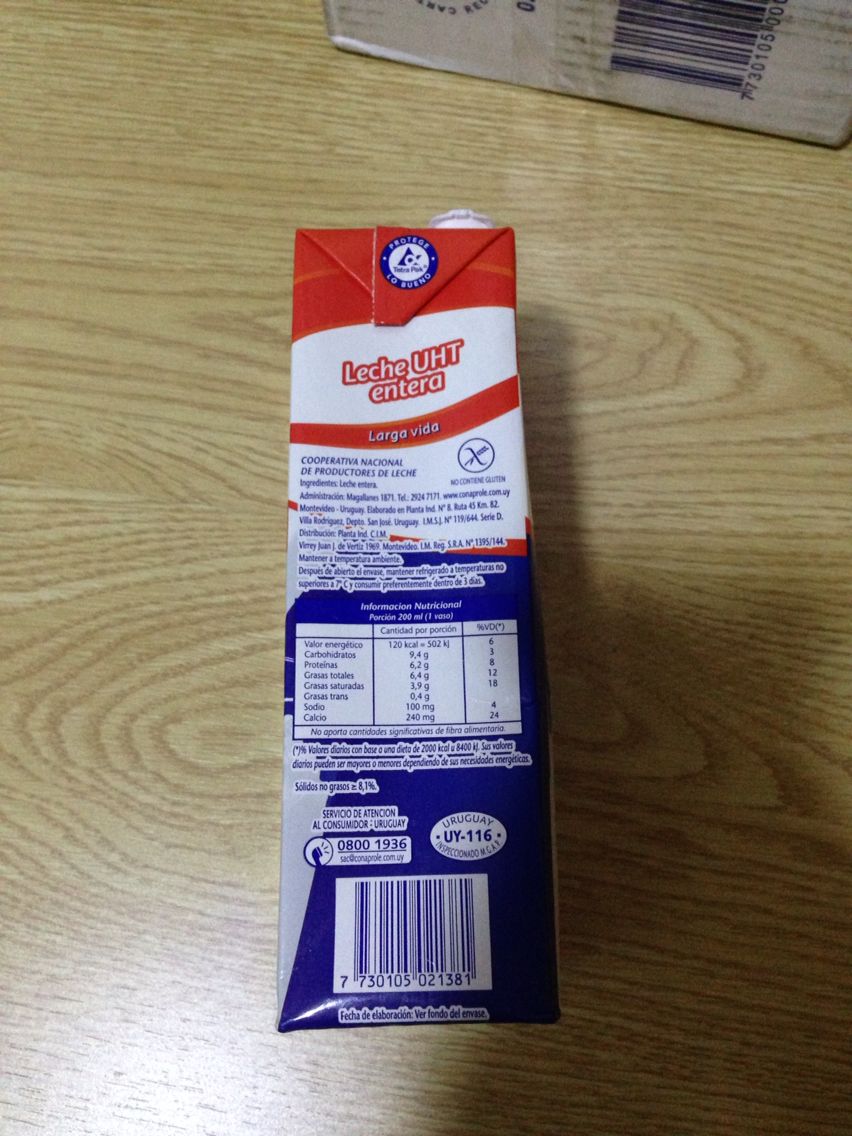 7 730105 00
PROTEGE
Tetra Pak
LO BUENO
Leche UHT
entera
Larga vida
COOPERATIVA NACIONAL
DE PRODUCTORES DE LECHE
Ingredientes: Leche entera.
NO CONTIENE GLUTEN
Administración: Magallanes 1871. Tel.: 2924 7171. www.conaprole.com.uy
Montevideo - Uruguay. Elaborado en Planta Ind. Nº 8. Ruta 45 Km. 82.
Villa Rodríguez, Depto. San José. Uruguay. I.M.S.J. Nº 119/644. Serie D.
Distribución: Planta Ind. C.I.M.
Virrey Juan J. de Vertiz 1969. Montevideo. I.M. Reg. S.R.A. Nº 1395/144.
Mantener a temperatura ambiente.
Después de abierto el envase, mantener refrigerado a temperaturas no
superiores a 7º C y consumir preferentemente dentro de 3 días.
Informacion Nutricional
Porción 200 ml (1 vaso)
Cantidad por porción %VD(*)
Valor energético 120 kcal = 502 kJ 6
Carbohidratos 9,4 g 3
Proteínas 6,2 g 8
Grasas totales 6,4 g 12
Grasas saturadas 3,9 g 18
Grasas trans 0,4 g
Sodio 100 mg 4
Calcio 240 mg 24
No aporta cantidades significativas de fibra alimentaria.
(*)% Valores diarios con base a una dieta de 2000 kcal u 8400 kJ. Sus valores
diarios pueden ser mayores o menores dependiendo de sus necesidades energéticas.
Sólidos no grasos ≥ 8,1%.
SERVICIO DE ATENCION
AL CONSUMIDOR - URUGUAY
0800 1936
sac@conaprole.com.uy
URUGUAY
UY-116
INSPECCIONADO M.G.A.P.
7 730105 021381
Fecha de elaboración: Ver fondo del envase.